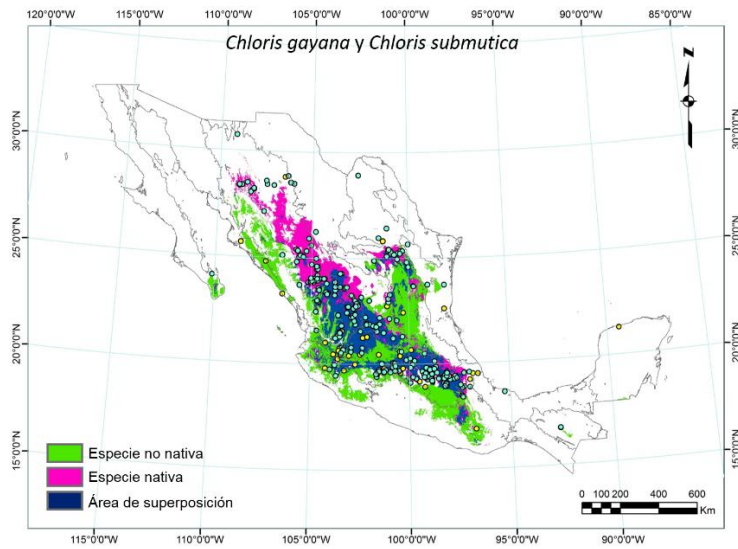 120°0'0"W 110°0'0"W 105°0'0"W 100°0'0"W 95°0'0"W 90°0'0"W 85°0'0"W
Chloris gayana y Chloris submutica
N
30°0'0"N 30°0'0"N
25°0'0"N 25°0'0"N
20°0'0"N 20°0'0"N
15°0'0"N 15°0'0"N
Especie no nativa
Especie nativa
Área de superposición
0 100 200 400 600
Km
115°0'0"W 110°0'0"W 105°0'0"W 100°0'0"W 95°0'0"W 90°0'0"W